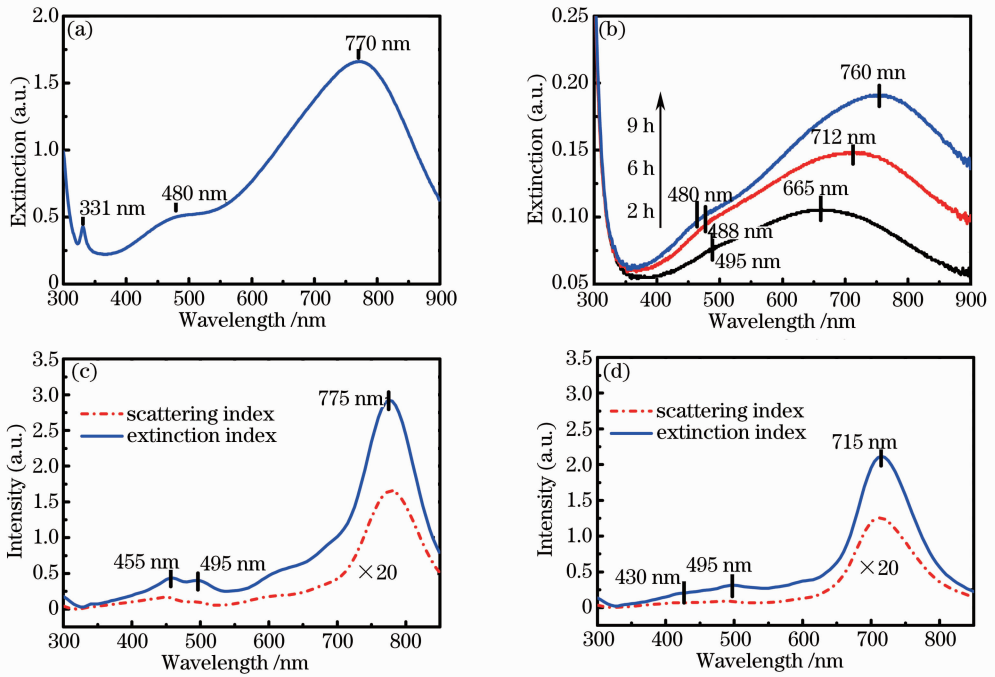 (a)
770 nm
480 nm
331 nm
Extinction (a.u.)
2.0
1.5
1.0
0.5
0
300 400 500 600 700 800 900
Wavelength /nm
(b)
760 mn
9 h
712 nm
6 h
665 nm
480 nm
2 h
488 nm
495 nm
Extinction (a.u.)
0.25
0.20
0.15
0.10
0.05
300 400 500 600 700 800 900
Wavelength /nm
(c)
775 nm
scattering index
extinction index
455 nm
495 nm
×20
Intensity (a.u.)
3.5
3.0
2.5
2.0
1.5
1.0
0.5
0
300 400 500 600 700 800
Wavelength /nm
(d)
scattering index
extinction index
715 nm
495 nm
430 nm
×20
Intensity (a.u.)
3.5
3.0
2.5
2.0
1.5
1.0
0.5
0
300 400 500 600 700 800
Wavelength /nm